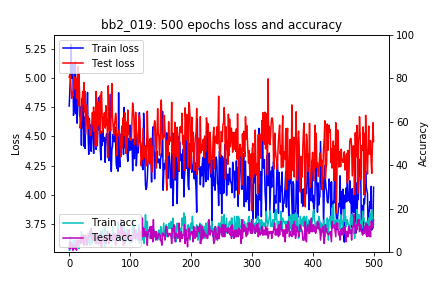 bb2_019: 500 epochs loss and accuracy
Train loss
Test loss
Train acc
Test acc
Loss
5.25
5.00
4.75
4.50
4.25
4.00
3.75
Accuracy
100
80
60
40
20
0
0
100
200
300
400
500